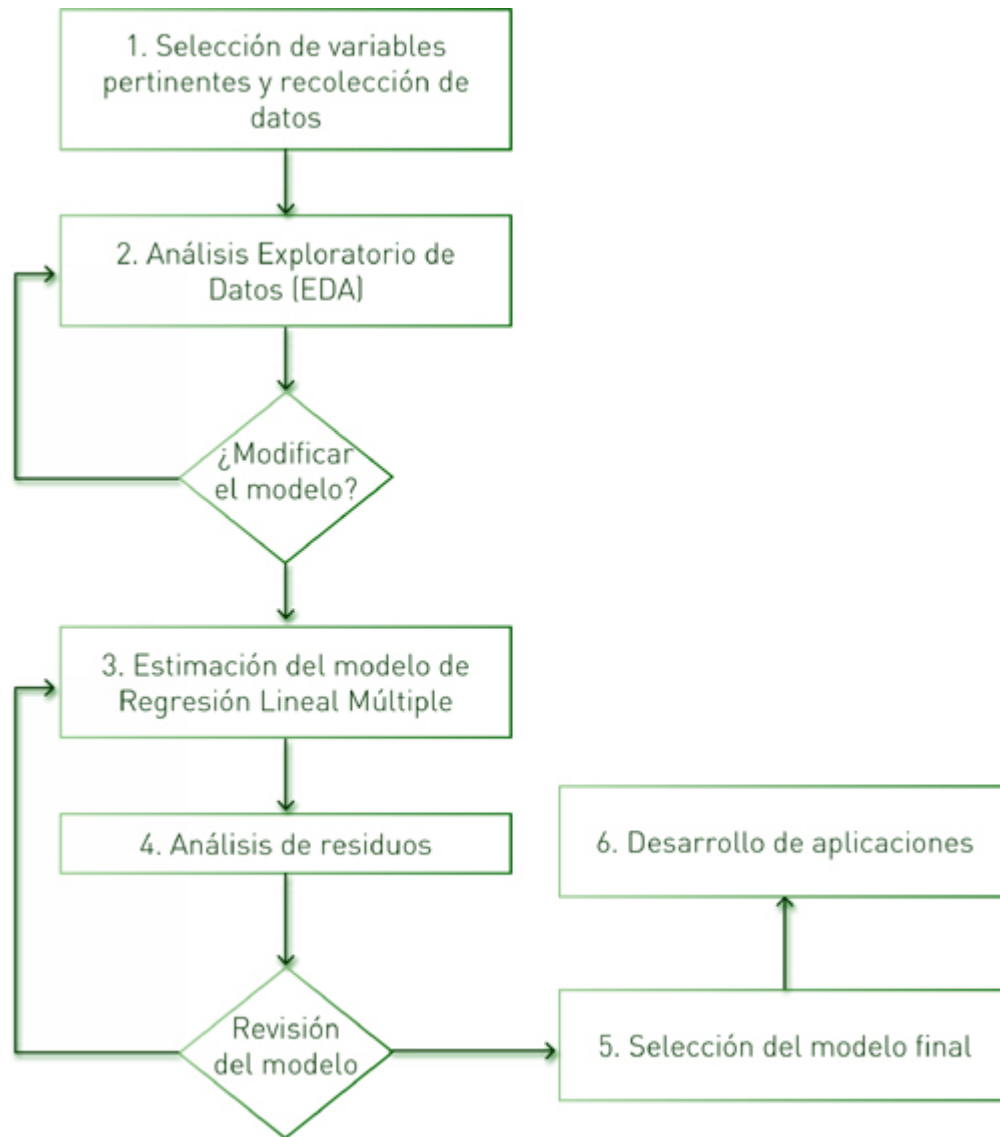 1. Selección de variables
pertinentes y recolección de
datos
2. Análisis Exploratorio de
Datos (EDA)
¿Modificar
el modelo?
3. Estimación del modelo de
Regresión Lineal Múltiple
4. Análisis de residuos
Revisión
del modelo
5. Selección del modelo final
6. Desarrollo de aplicaciones